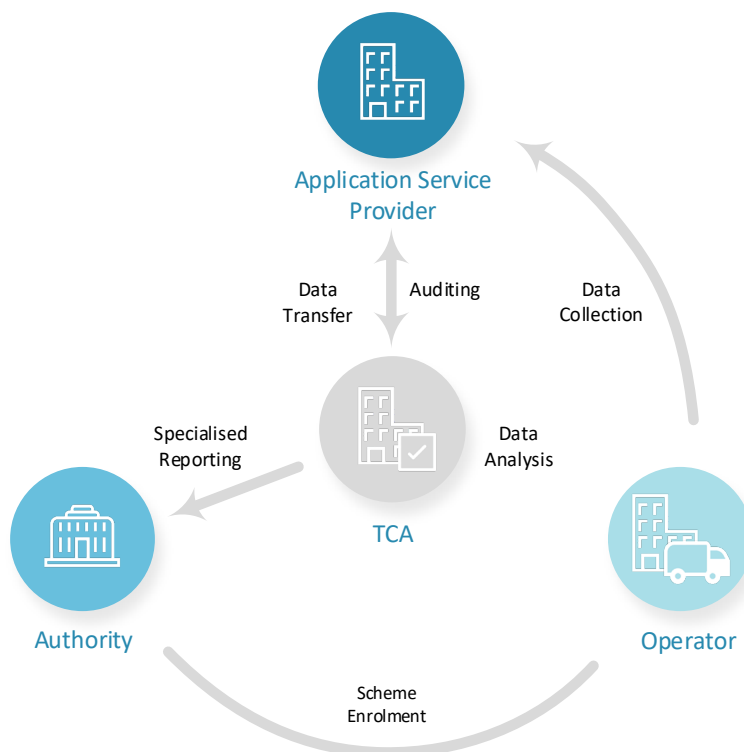 Application Service
Provider
Data
Transfer
Auditing
Data
Collection
Specialised
Reporting
Data
Analysis
TCA
Authority
Operator
Scheme
Enrolment